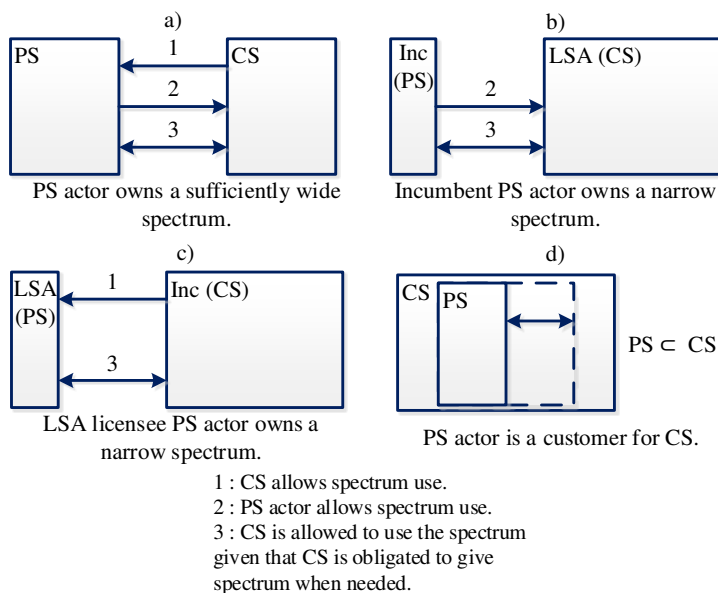 a)
PS
CS
1
2
3
PS actor owns a sufficiently wide
spectrum.
b)
Inc
(PS)
LSA (CS)
2
3
Incumbent PS actor owns a narrow
spectrum.
c)
LSA
(PS)
Inc (CS)
1
3
LSA licensee PS actor owns a
narrow spectrum.
d)
CS
PS
PS ⊂ CS
PS actor is a customer for CS.
1 : CS allows spectrum use.
2 : PS actor allows spectrum use.
3 : CS is allowed to use the spectrum
given that CS is obligated to give
spectrum when needed.